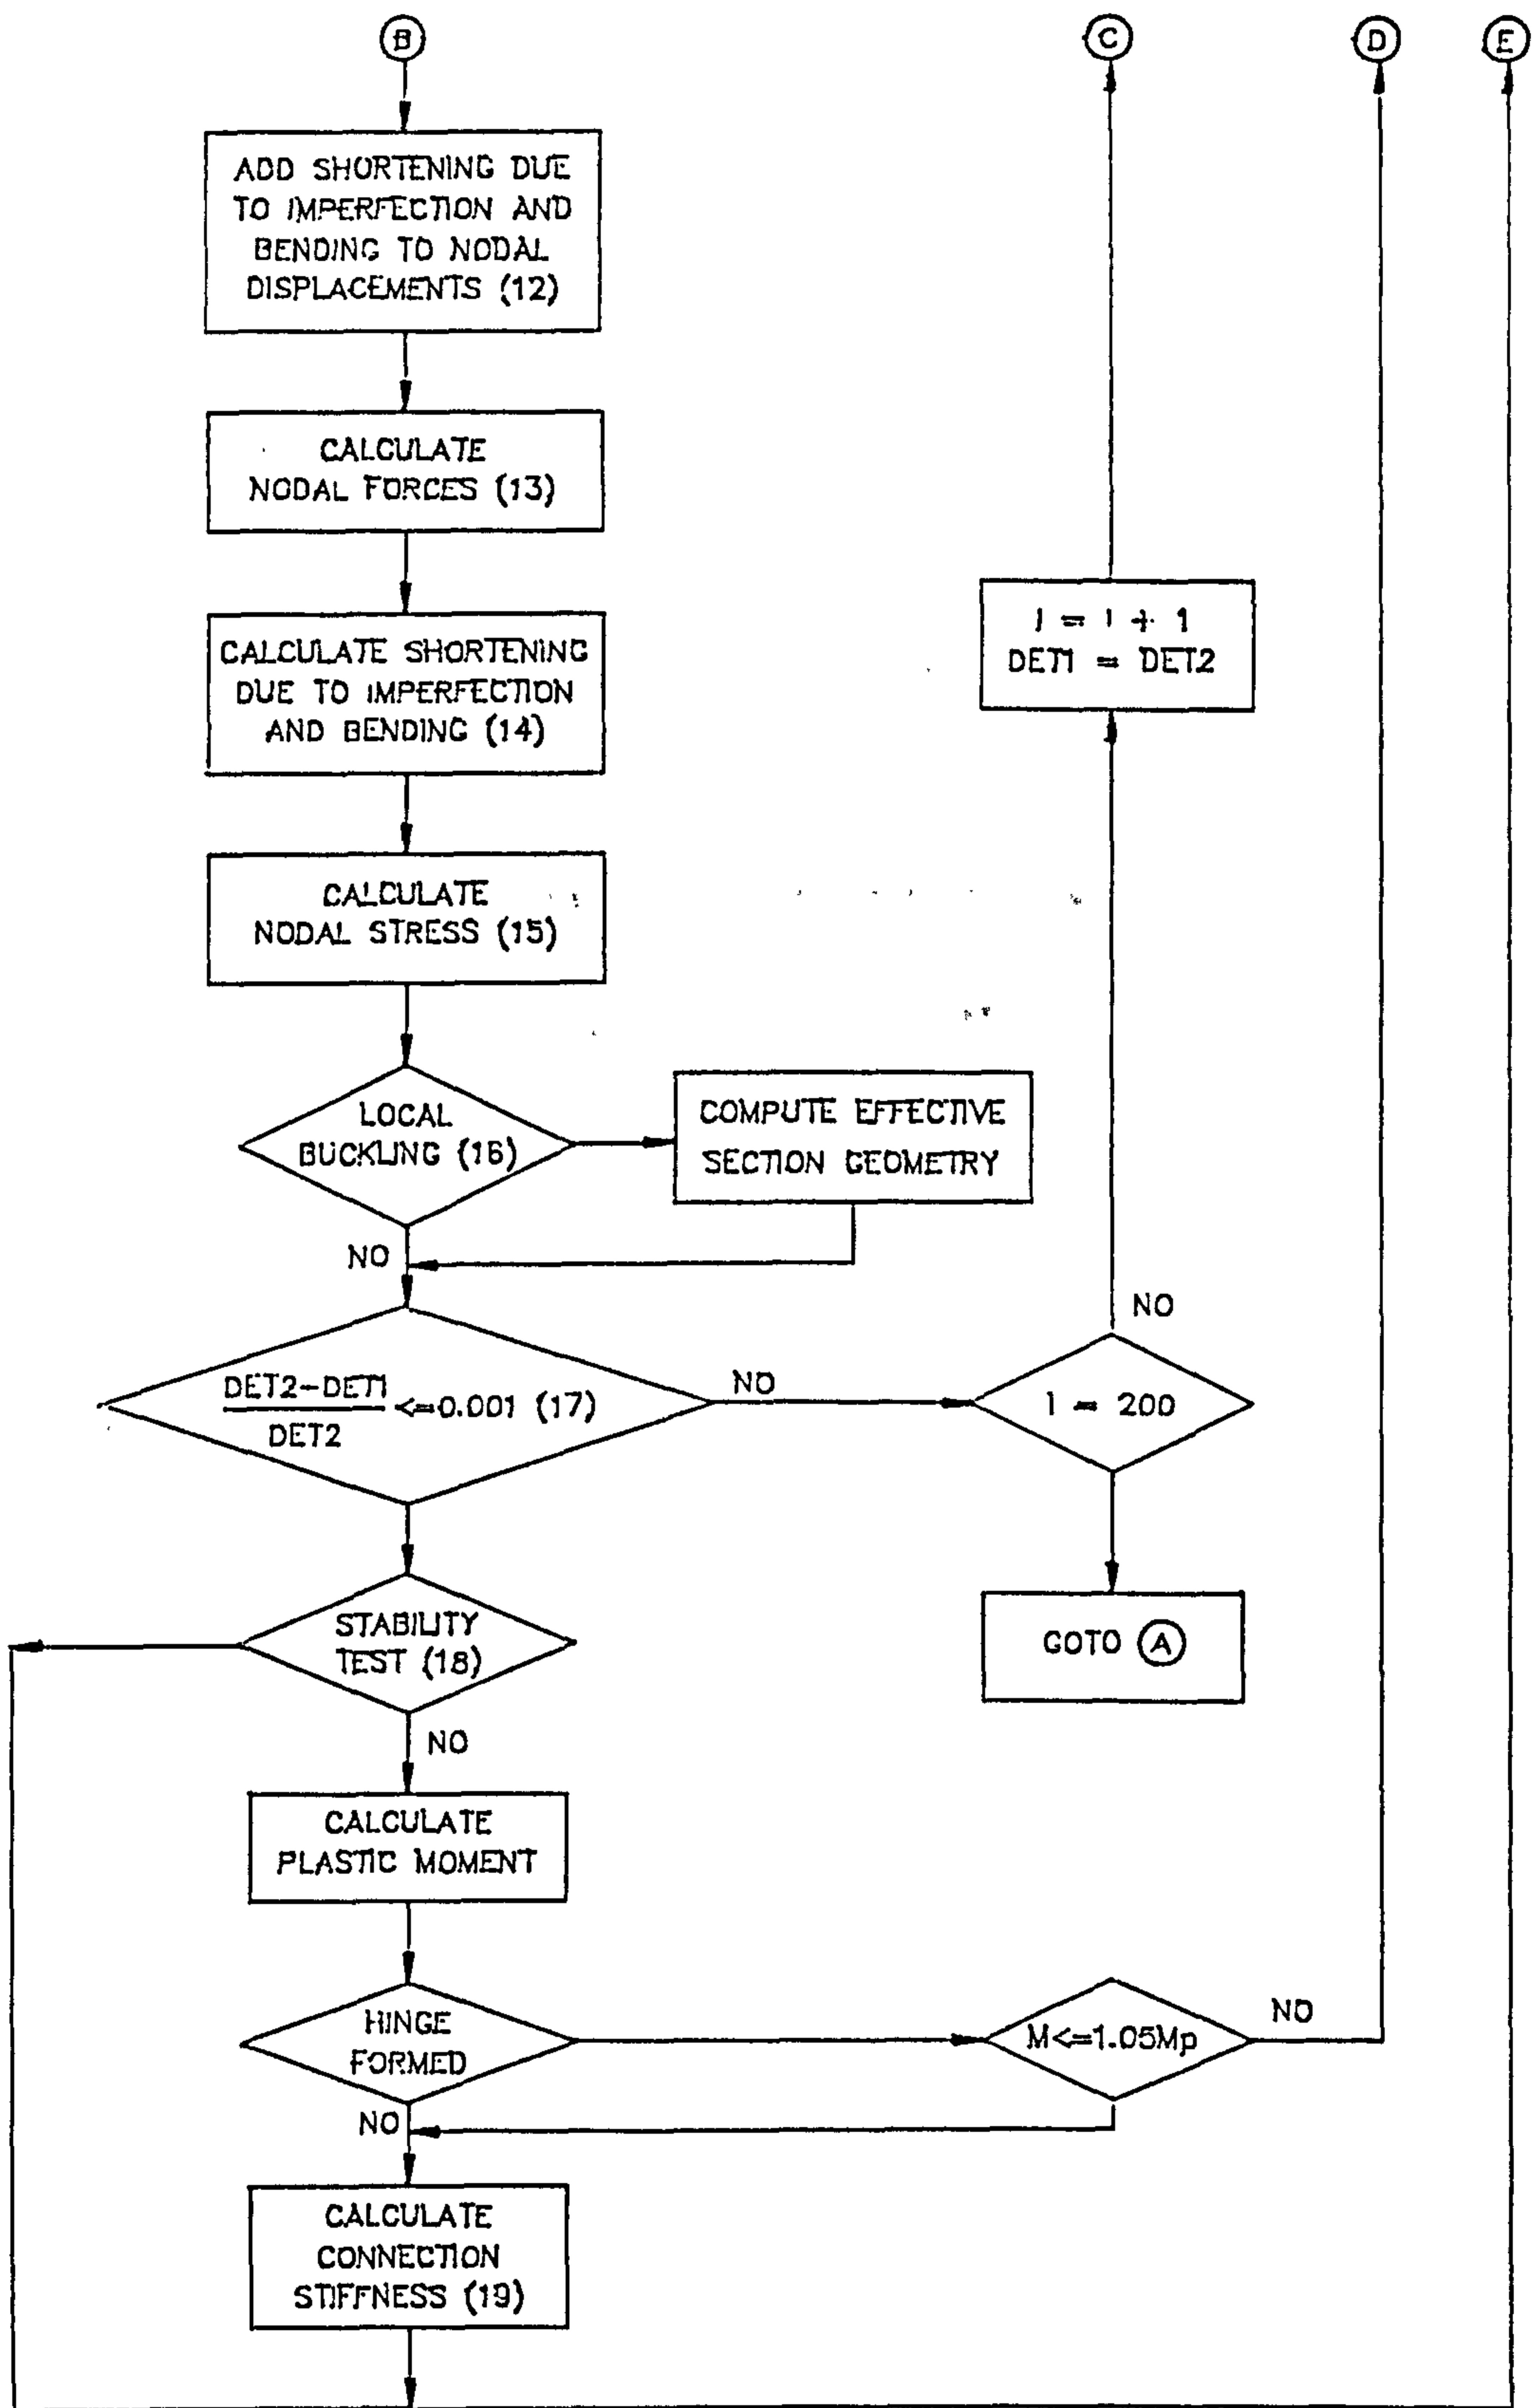 B
C
D
E
ADD SHORTENING DUE
TO IMPERFECTION AND
BENDING TO NODAL
DISPLACEMENTS (12)
CALCULATE
NODAL FORCES (13)
I = I + 1
DET1 = DET2
CALCULATE SHORTENING
DUE TO IMPERFECTION
AND BENDING (14)
CALCULATE
NODAL STRESS (15)
LOCAL
BUCKLING (16)
COMPUTE EFFECTIVE
SECTION GEOMETRY
NO
NO
DET2-DET1
DET2
<=0.001 (17)
NO
I = 200
STABILITY
TEST (18)
GOTO A
NO
CALCULATE
PLASTIC MOMENT
HINGE
FORMED
M<=1.05Mp
NO
NO
CALCULATE
CONNECTION
STIFFNESS (19)